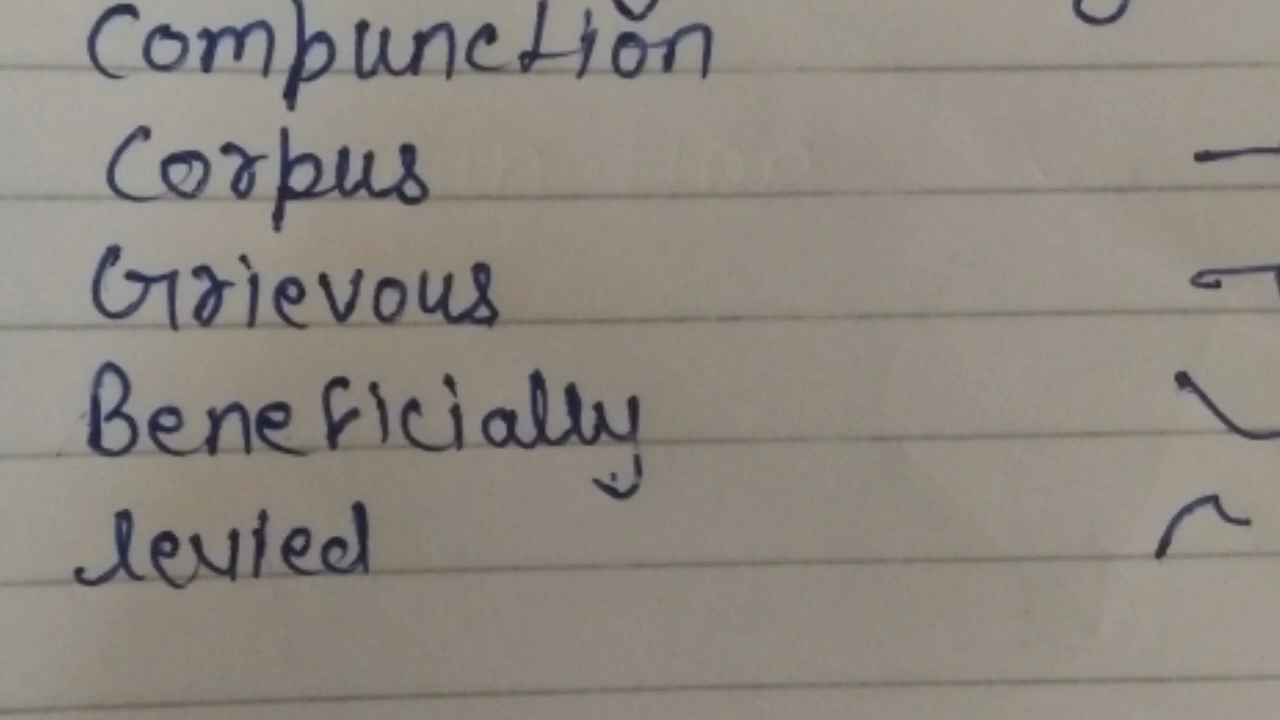 Compunction
Corpus
Grievous
Beneficially
levied